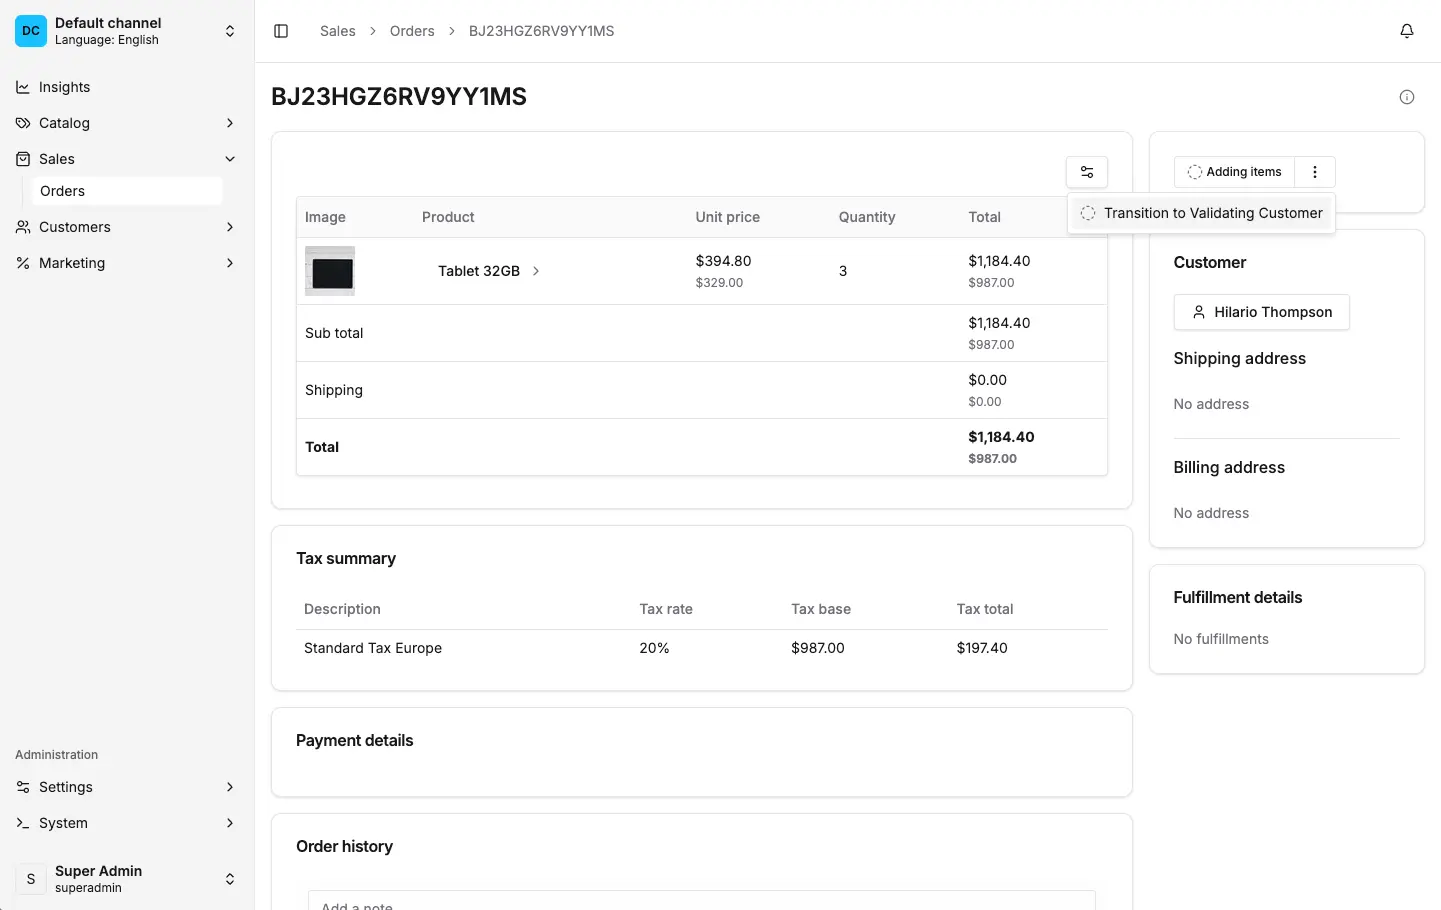 DC
Default channel
Language: English
Insights
Catalog
Sales
Orders
Customers
Marketing
Administration
Settings
System
S
Super Admin
superadmin
Sales
Orders
BJ23HGZ6RV9YY1MS
BJ23HGZ6RV9YY1MS
Image Product Unit price Quantity Total
Tablet 32GB $394.80 3 $1,184.40
$329.00 $987.00
Sub total $1,184.40
$987.00
Shipping $0.00
$0.00
Total $1,184.40
$987.00
Tax summary
Description Tax rate Tax base Tax total
Standard Tax Europe 20% $987.00 $197.40
Payment details
Order history
Add a note
Adding items
Transition to Validating Customer
Customer
Hilario Thompson
Shipping address
No address
Billing address
No address
Fulfillment details
No fulfillments